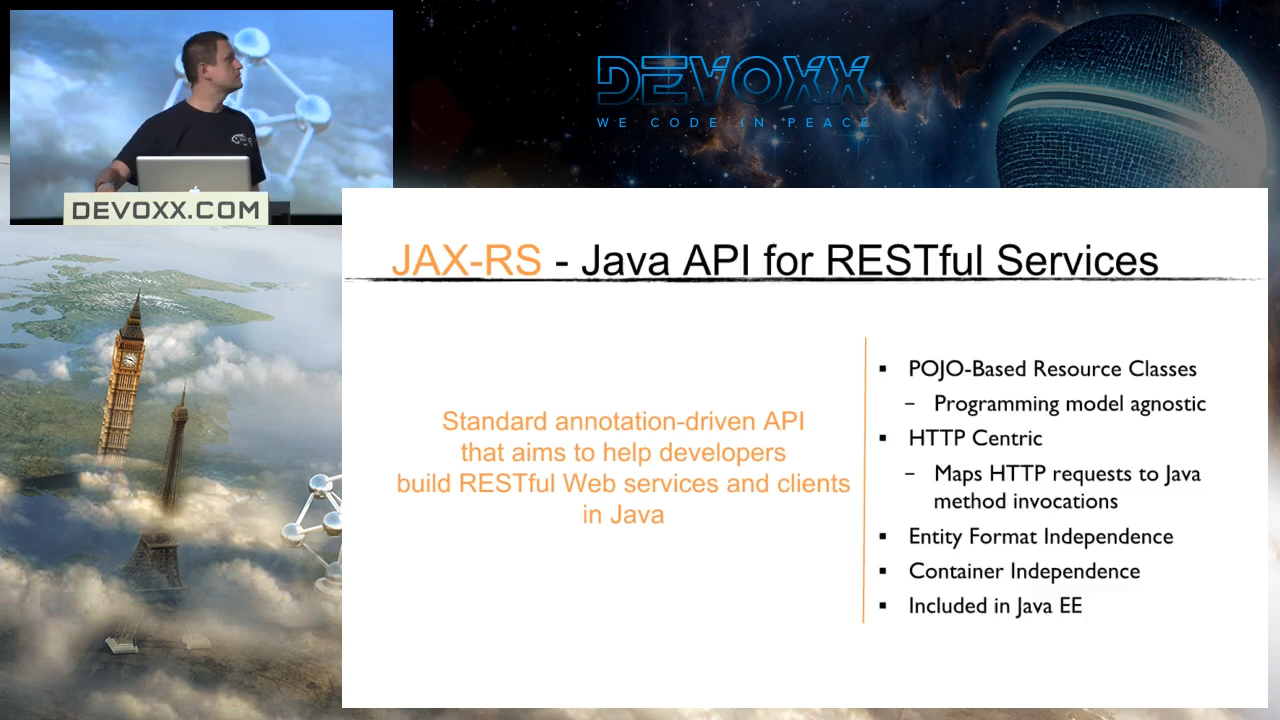 DEVOXX
WE CODE IN PEACE
DEVOXX.COM
JAX-RS - Java API for RESTful Services
Standard annotation-driven API
that aims to help developers
build RESTful Web services and clients
in Java
▪ POJO-Based Resource Classes
– Programming model agnostic
▪ HTTP Centric
– Maps HTTP requests to Java
method invocations
▪ Entity Format Independence
▪ Container Independence
▪ Included in Java EE